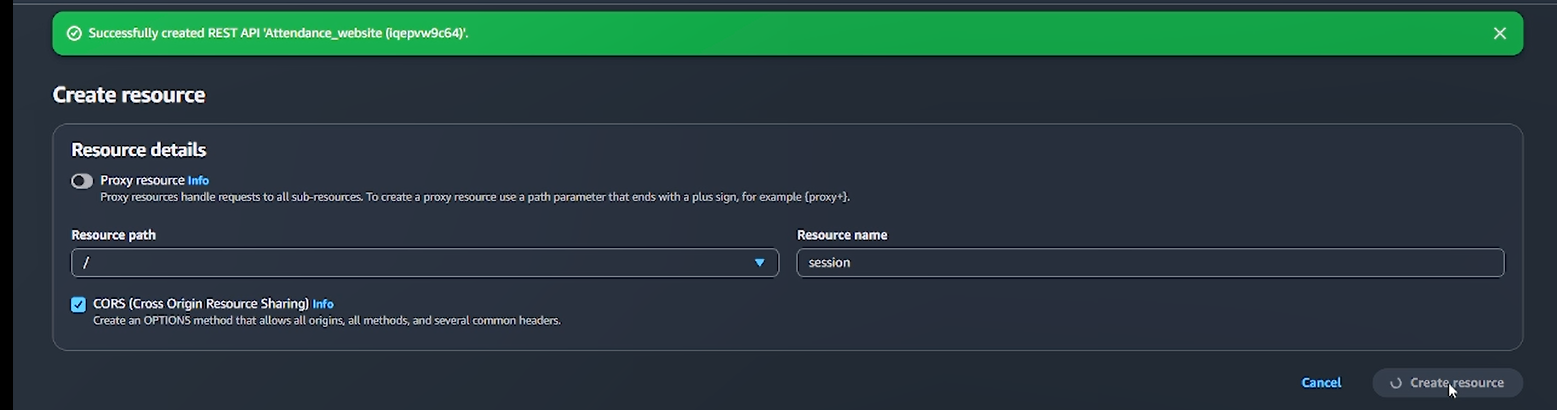 Successfully created REST API 'Attendance_website (iqepvw9c64)'.
Create resource
Resource details
Proxy resource Info
Proxy resources handle requests to all sub-resources. To create a proxy resource use a path parameter that ends with a plus sign, for example {proxy+}.
Resource path
Resource name
/
session
CORS (Cross Origin Resource Sharing) Info
Create an OPTIONS method that allows all origins, all methods, and several common headers.
Cancel
Create resource